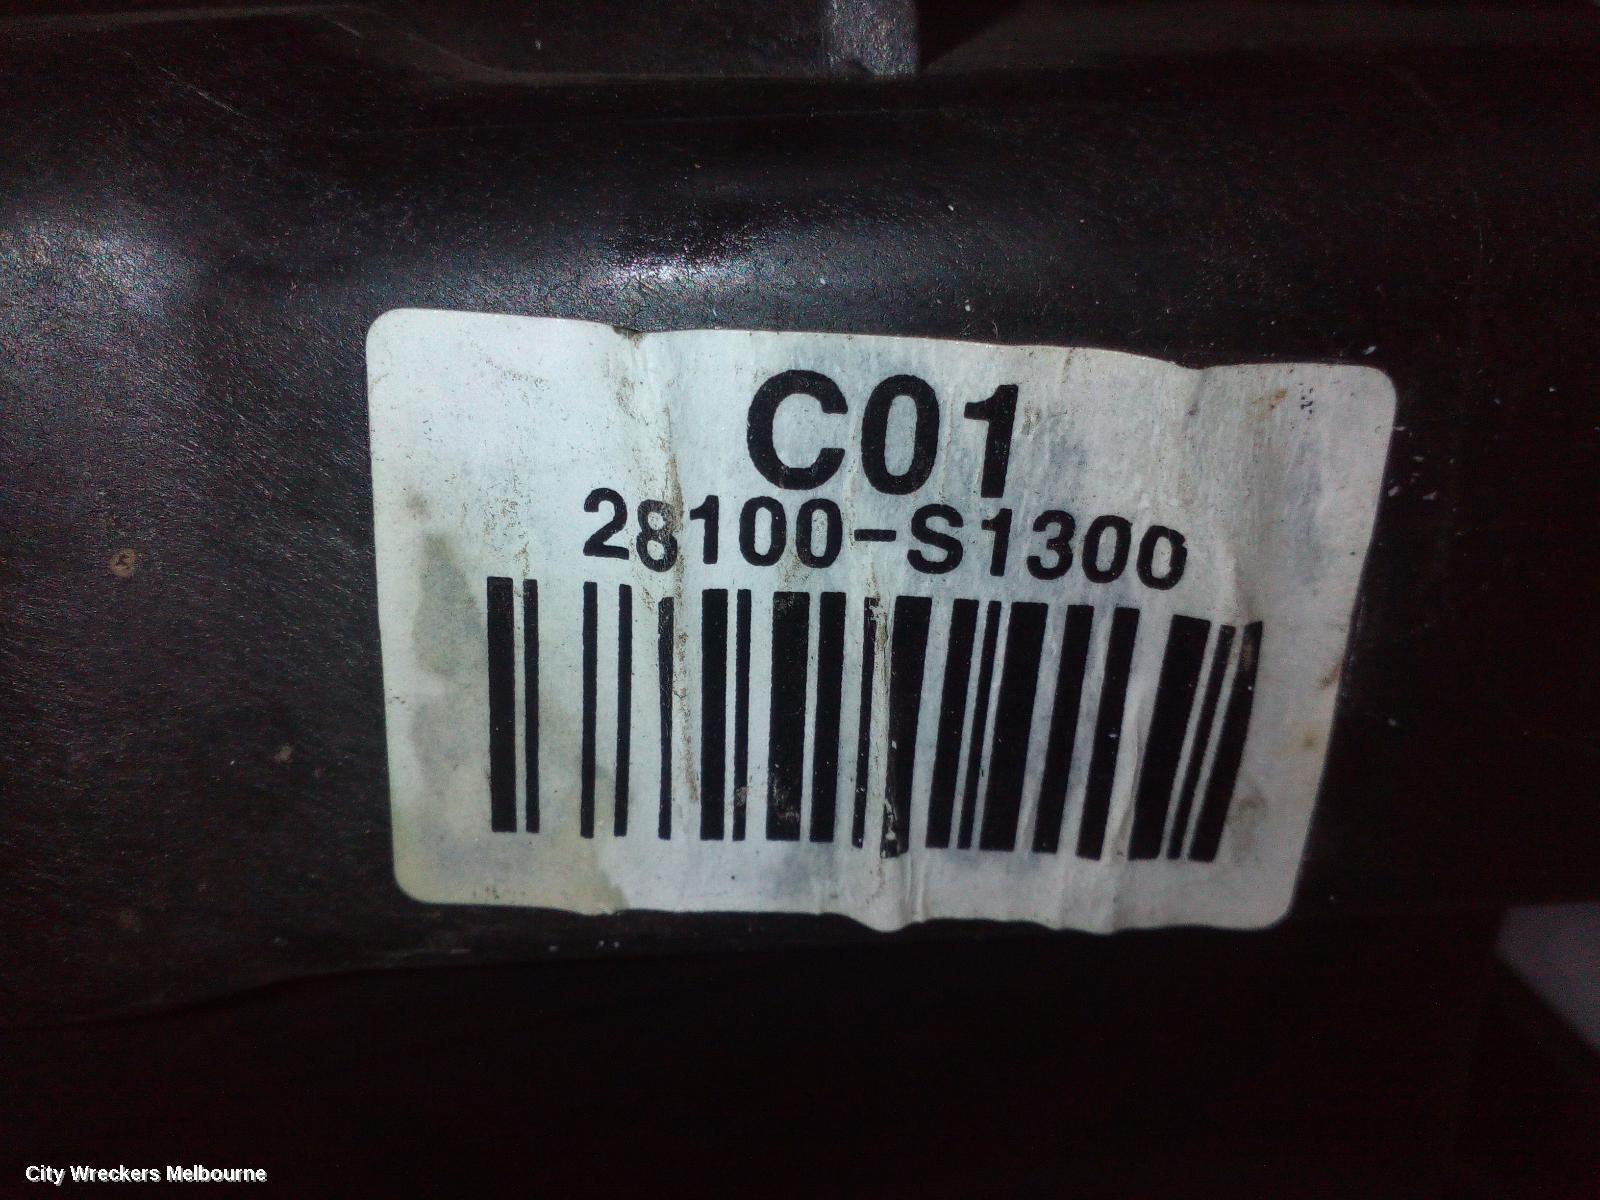 C01
28100-S1300
City Wreckers Melbourne